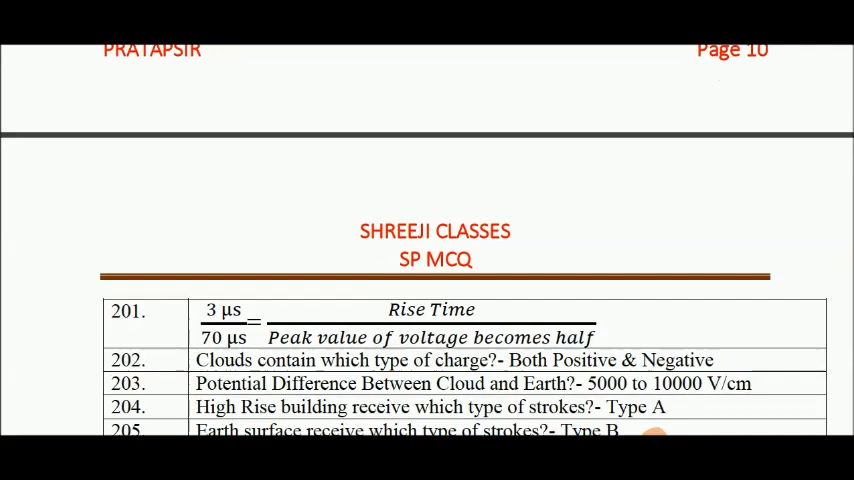 PRATAPSIR Page 10
SHREEJI CLASSES
SP MCQ
201. 3 μs / 70 μs = Rise Time / Peak value of voltage becomes half
202. Clouds contain which type of charge?- Both Positive & Negative
203. Potential Difference Between Cloud and Earth?- 5000 to 10000 V/cm
204. High Rise building receive which type of strokes?- Type A
205. Earth surface receive which type of strokes?- Type B